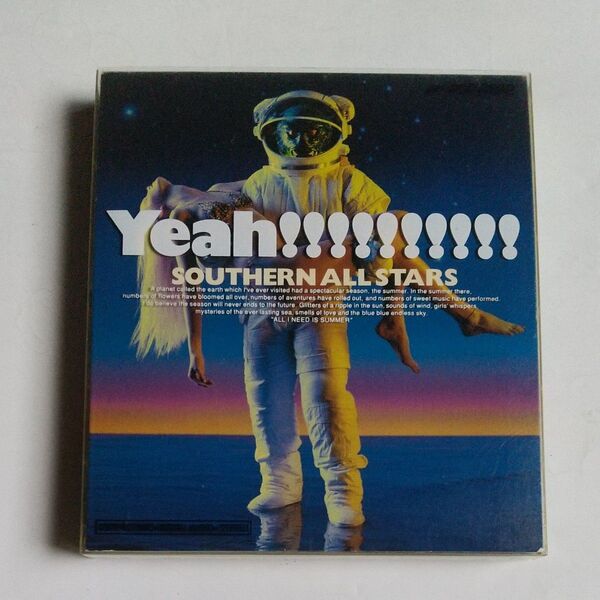 Yeah!!!!!!!!!!
SOUTHERN ALL STARS
A planet called the earth which I've ever visited had a spectacular season, the summer. In the summer there,
numbers of flowers have bloomed all over, numbers of aventures have rolled out, and numbers of sweet music have performed.
I do believe the season will never ends to the future. Glitters of a ripple in the sun, sounds of wind, girls' whispers,
mysteries of the ever lasting sea, smells of love and the blue blue endless sky.
"ALL I NEED IS SUMMER"